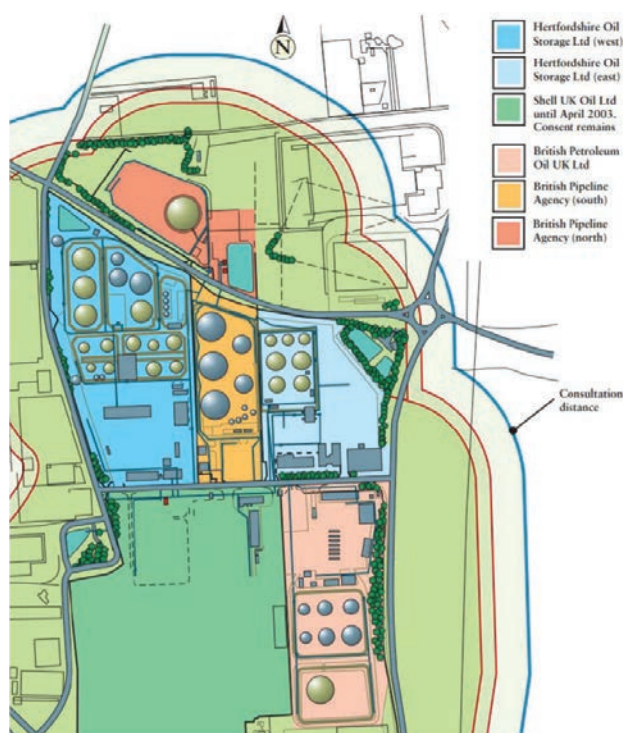 N
Hertfordshire Oil
Storage Ltd (west)
Hertfordshire Oil
Storage Ltd (east)
Shell UK Oil Ltd
until April 2003.
Consent remains
British Petroleum
Oil UK Ltd
British Pipeline
Agency (south)
British Pipeline
Agency (north)
Consultation
distance